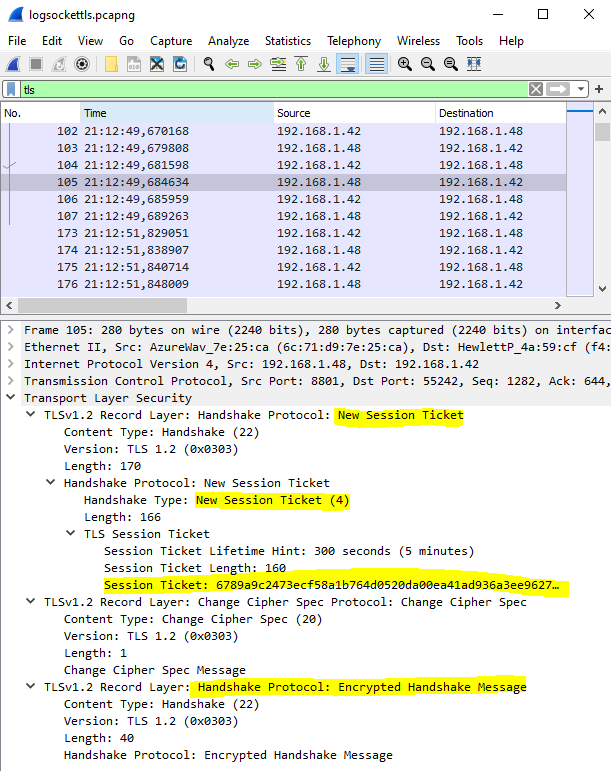 logsockettls.pcapng
File Edit View Go Capture Analyze Statistics Telephony Wireless Tools Help
tls
No. Time Source Destination
102 21:12:49,670168 192.168.1.42 192.168.1.48
103 21:12:49,679808 192.168.1.48 192.168.1.42
104 21:12:49,681598 192.168.1.42 192.168.1.48
105 21:12:49,684634 192.168.1.48 192.168.1.42
106 21:12:49,685959 192.168.1.42 192.168.1.48
107 21:12:49,689263 192.168.1.48 192.168.1.42
173 21:12:51,829051 192.168.1.42 192.168.1.48
174 21:12:51,838907 192.168.1.48 192.168.1.42
175 21:12:51,840714 192.168.1.42 192.168.1.48
176 21:12:51,848009 192.168.1.48 192.168.1.42
Frame 105: 280 bytes on wire (2240 bits), 280 bytes captured (2240 bits) on interfac
Ethernet II, Src: AzureWav_7e:25:ca (6c:71:d9:7e:25:ca), Dst: HewlettP_4a:59:cf (f4:
Internet Protocol Version 4, Src: 192.168.1.48, Dst: 192.168.1.42
Transmission Control Protocol, Src Port: 8801, Dst Port: 55242, Seq: 1282, Ack: 644,
Transport Layer Security
TLSv1.2 Record Layer: Handshake Protocol: New Session Ticket
Content Type: Handshake (22)
Version: TLS 1.2 (0x0303)
Length: 170
Handshake Protocol: New Session Ticket
Handshake Type: New Session Ticket (4)
Length: 166
TLS Session Ticket
Session Ticket Lifetime Hint: 300 seconds (5 minutes)
Session Ticket Length: 160
Session Ticket: 6789a9c2473ecf58a1b764d0520da00ea41ad936a3ee9627…
TLSv1.2 Record Layer: Change Cipher Spec Protocol: Change Cipher Spec
Content Type: Change Cipher Spec (20)
Version: TLS 1.2 (0x0303)
Length: 1
Change Cipher Spec Message
TLSv1.2 Record Layer: Handshake Protocol: Encrypted Handshake Message
Content Type: Handshake (22)
Version: TLS 1.2 (0x0303)
Length: 40
Handshake Protocol: Encrypted Handshake Message